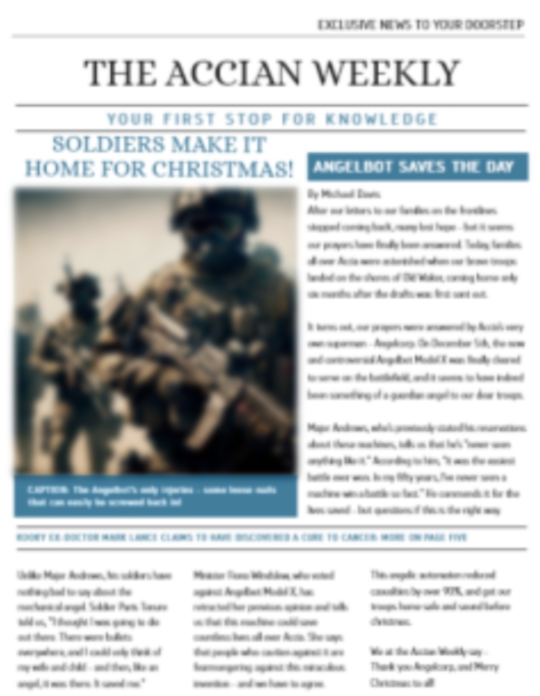 EXCLUSIVE NEWS TO YOUR DOORSTEP
THE ACCIAN WEEKLY
YOUR FIRST STOP FOR KNOWLEDGE
SOLDIERS MAKE IT
HOME FOR CHRISTMAS!
ANGELBOT SAVES THE DAY
By Michael Davis
After our letters to our families on the frontlines
stopped coming back, many lost hope - but it seems
our prayers have finally been answered. Today, families
all over Accia were astonished when our brave troops
landed on the shores of Old Walker, coming home only
six months after the drafts was first sent out.
It turns out, our prayers were answered by Accia's very
own superman - Angelcorp. On December 5th, the new
and controversial Angelbot Model X was finally cleared
to serve on the battlefield, and it seems to have indeed
been something of a guardian angel to our dear troops.
Major Andrews, who's previously stated his reservations
about these machines, tells us that he's "never seen
anything like it." According to him, "it was the easiest
battle ever won. In my fifty years, I've never seen a
machine win a battle so fast." He commends it for the
lives saved - but questions if this is the right way.
CAPTION: The Angelbot's only injuries - some loose nails
that can easily be screwed back in!
KOOKY EX-DOCTOR MARK LANCE CLAIMS TO HAVE DISCOVERED A CURE TO CANCER: MORE ON PAGE FIVE
Unlike Major Andrews, his soldiers have
nothing bad to say about the
mechanical angel. Soldier Paris
told us, "I thought I was going to die
out there. There were bullets
everywhere, and I could only think of
my wife and child - and then, like an
angel, it was there. It saved me."
Minister Fiona Windslow, who voted
against Angelbot Model X, has
retracted her previous opinion and tells
us that this machine could save
countless lives all over Accia. She says
that people who caution against it are
fearmongering against this miraculous
invention - and we have to agree.
This angelic automaton reduced
casualties by over 90%, and got our
troops home safe and sound before
christmas.
We at the Accian Weekly say -
Thank you Angelcorp, and Merry
Christmas to all!